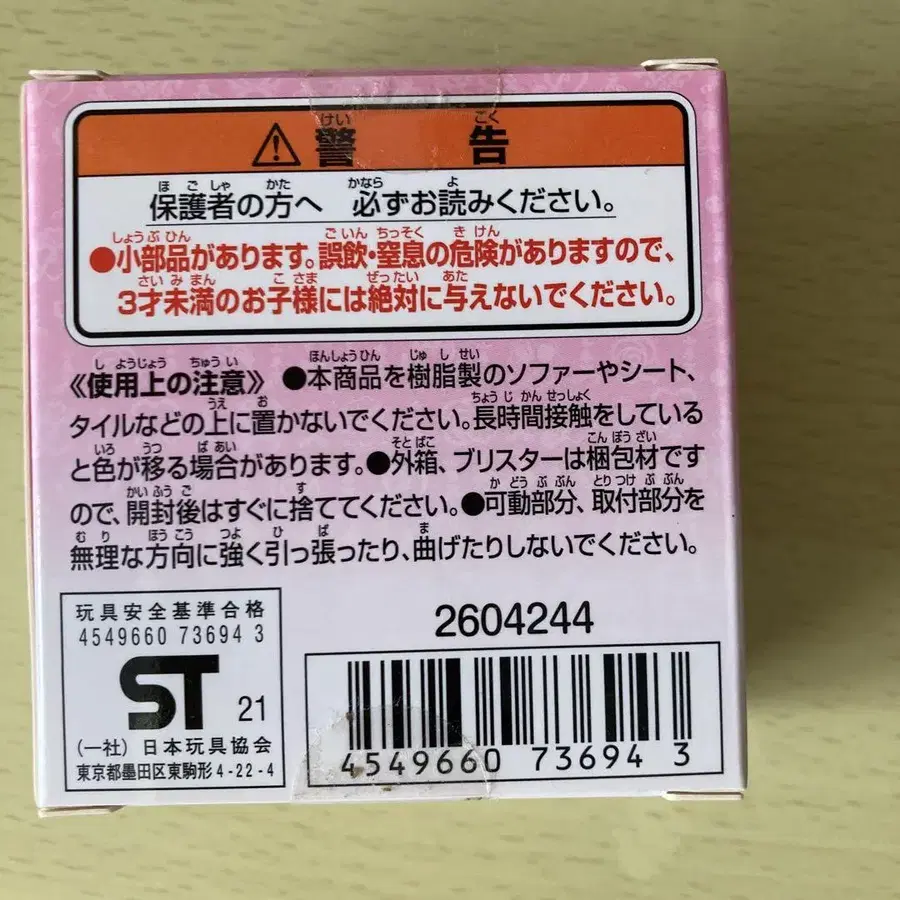 ⚠警告
保護者の方へ 必ずお読みください。
●小部品があります。誤飲・窒息の危険がありますので、
3才未満のお子様には絶対に与えないでください。
《使用上の注意》 ●本商品を樹脂製のソファーやシート、
タイルなどの上に置かないでください。長時間接触をしている
と色が移る場合があります。●外箱、ブリスターは梱包材です
ので、開封後はすぐに捨ててください。●可動部分、取付部分を
無理な方向に強く引っ張ったり、曲げたりしないでください。
玩具安全基準合格
4549660 73694 3
ST 21
(一社) 日本玩具協会
東京都墨田区東駒形4-22-4
2604244
4549660 736943